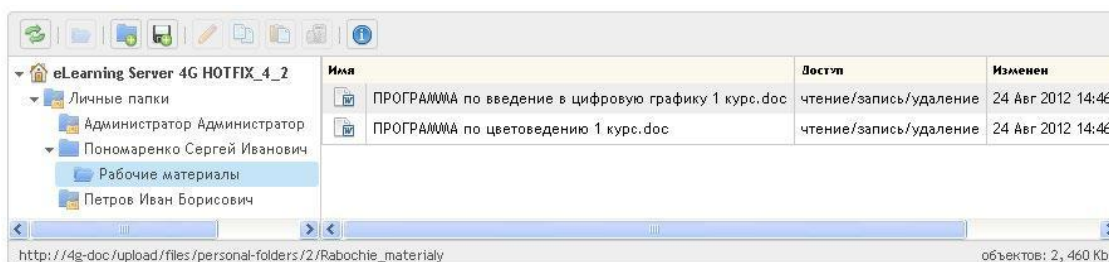 eLearning Server 4G HOTFIX_4_2
Личные папки
Администратор Администратор
Пономаренко Сергей Иванович
Рабочие материалы
Петров Иван Борисович
Имя Доступ Изменен
ПРОГРАММА по введение в цифровую графику 1 курс.doc чтение/запись/удаление 24 Авг 2012 14:46
ПРОГРАММА по цветоведению 1 курс.doc чтение/запись/удаление 24 Авг 2012 14:46
http://4g-doc/upload/files/personal-folders/2/Rabochie_materialy объектов: 2, 460 Kb